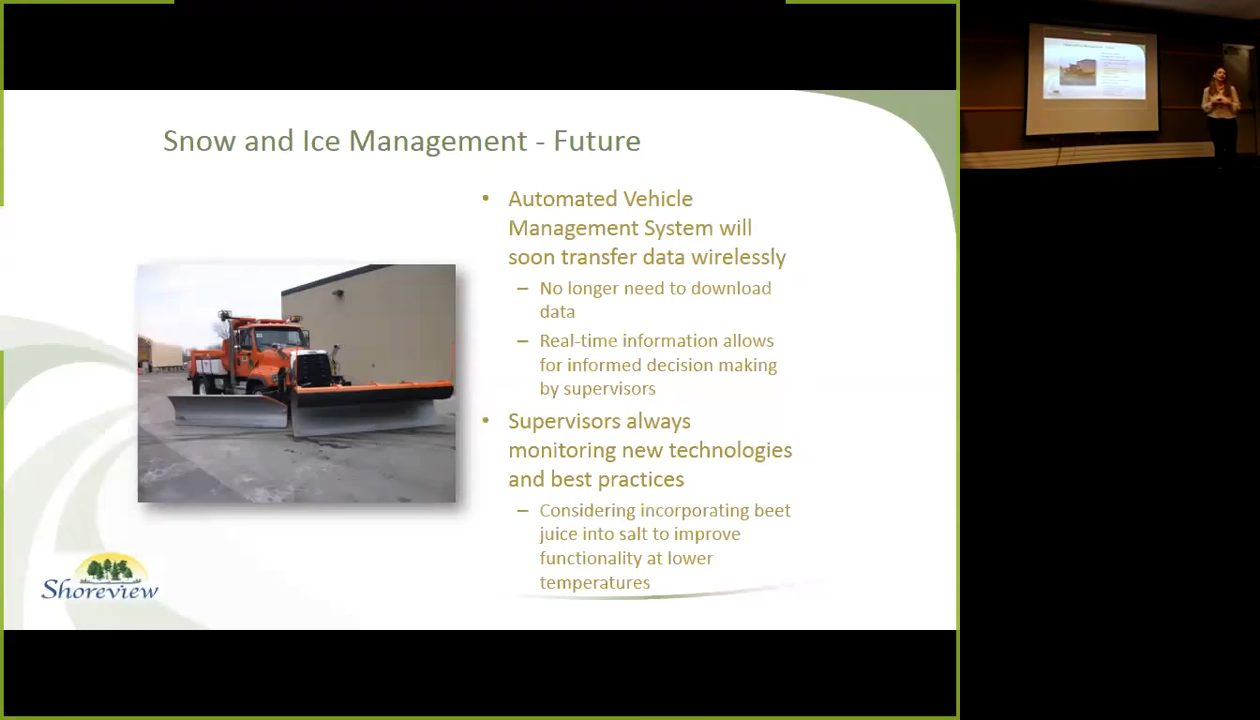 Snow and Ice Management - Future
• Automated Vehicle
Management System will
soon transfer data wirelessly
– No longer need to download
data
– Real-time information allows
for informed decision making
by supervisors
• Supervisors always
monitoring new technologies
and best practices
– Considering incorporating beet
juice into salt to improve
functionality at lower
temperatures
Shoreview